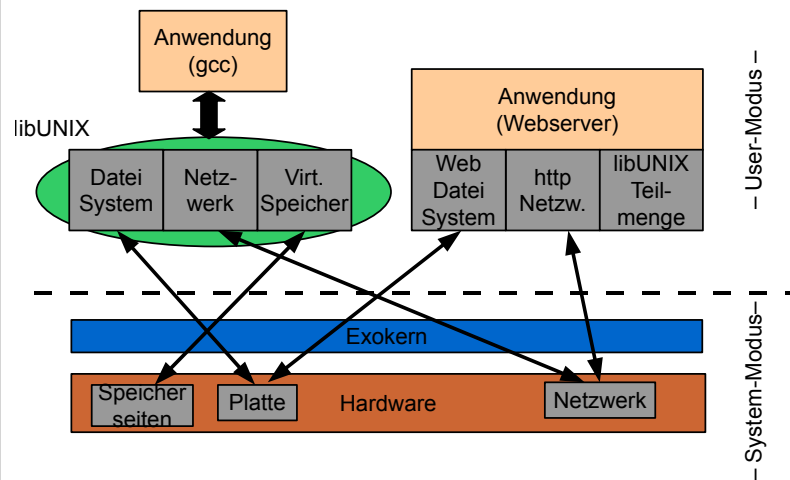 Anwendung
(gcc)
libUNIX
Datei
System
Netz-
werk
Virt.
Speicher
Anwendung
(Webserver)
Web
Datei
System
http
Netzw.
libUNIX
Teil-
menge
– User-Modus –
Exokern
Speicher
seiten
Platte
Hardware
Netzwerk
– System-Modus–